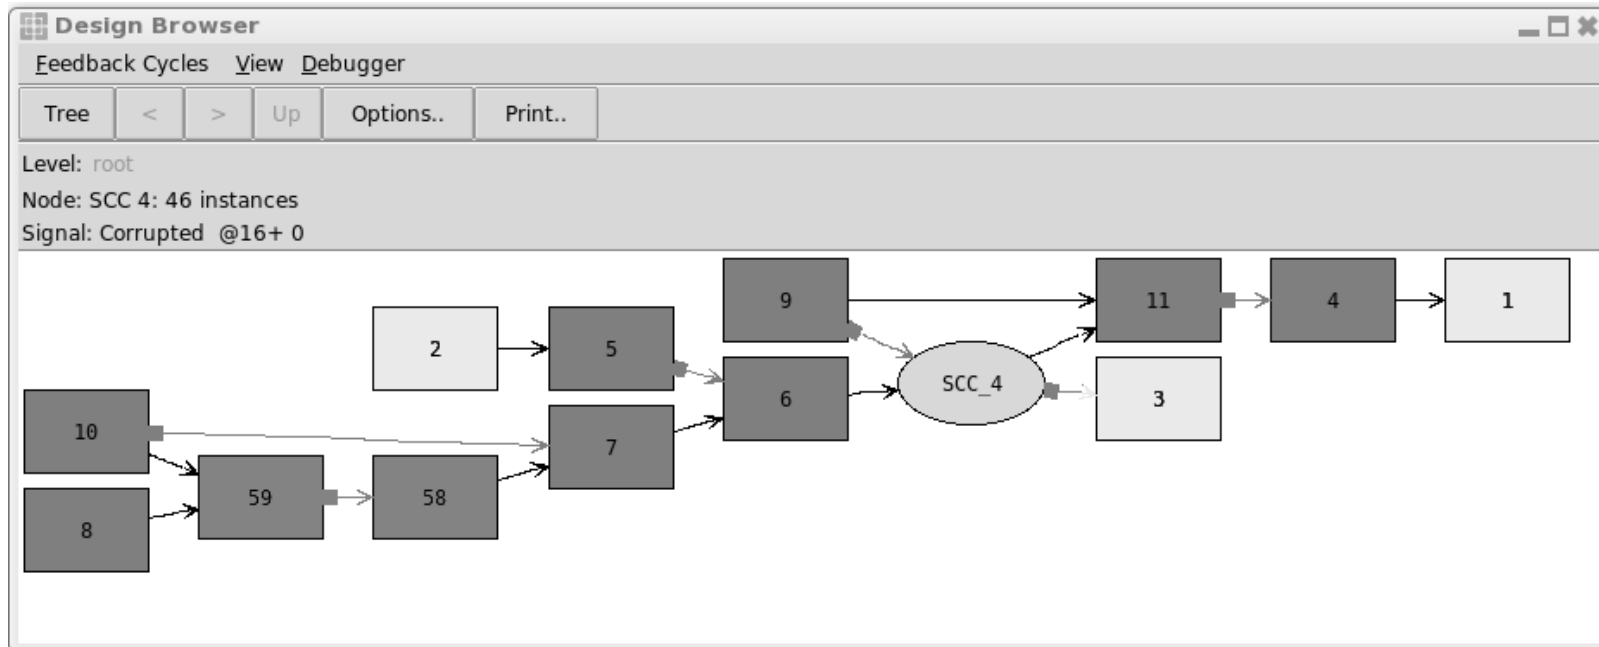 Design Browser
Feedback Cycles View Debugger
Tree < > Up Options.. Print..
Level: root
Node: SCC 4: 46 instances
Signal: Corrupted @16+ 0
9 11 4 1
2 5
SCC_4
6 3
10 7
59 58
8